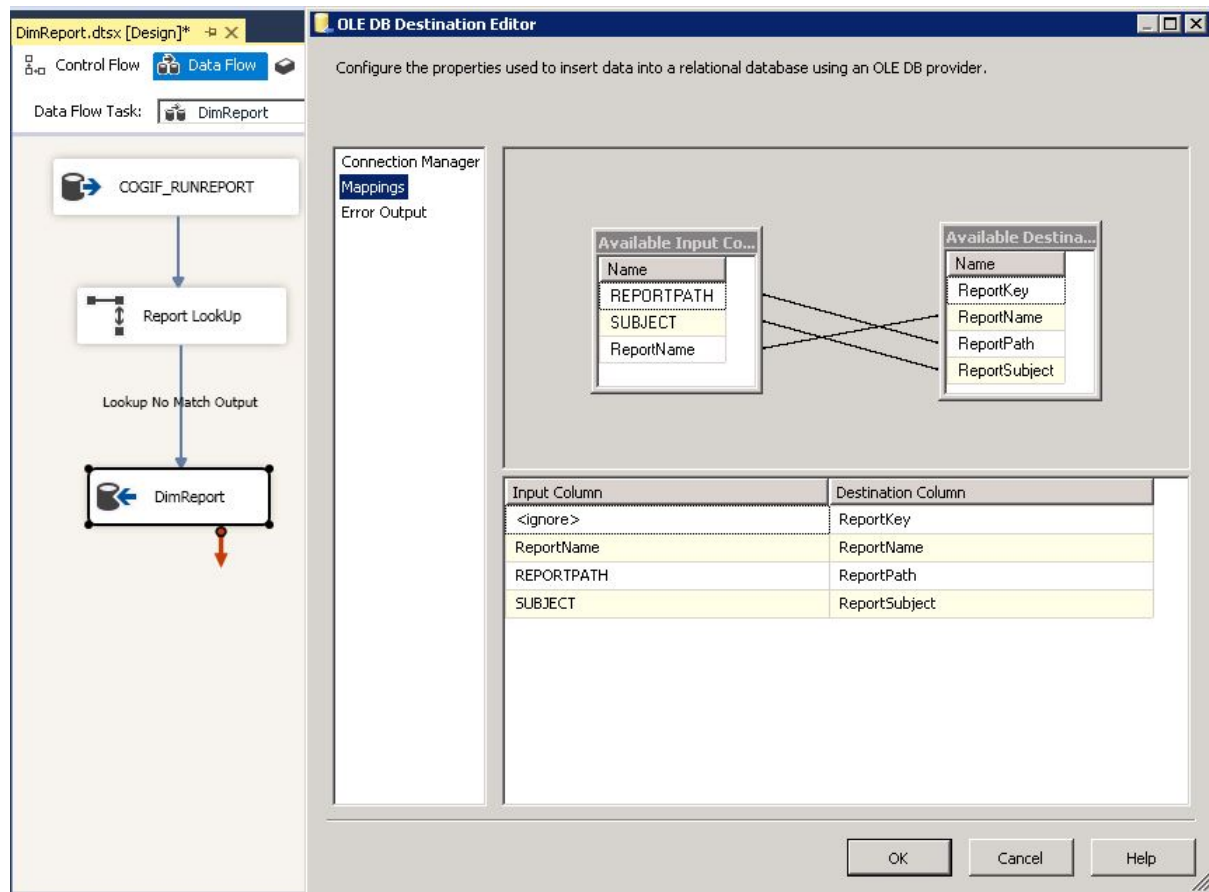 DimReport.dtsx [Design]*
Control Flow Data Flow
Data Flow Task: DimReport
COGIF_RUNREPORT
Report LookUp
Lookup No Match Output
DimReport
OLE DB Destination Editor
Configure the properties used to insert data into a relational database using an OLE DB provider.
Connection Manager
Mappings
Error Output
Available Input Co...
Name
REPORTPATH
SUBJECT
ReportName
Available Destina...
Name
ReportKey
ReportName
ReportPath
ReportSubject
Input Column Destination Column
<ignore> ReportKey
ReportName ReportName
REPORTPATH ReportPath
SUBJECT ReportSubject
OK Cancel Help